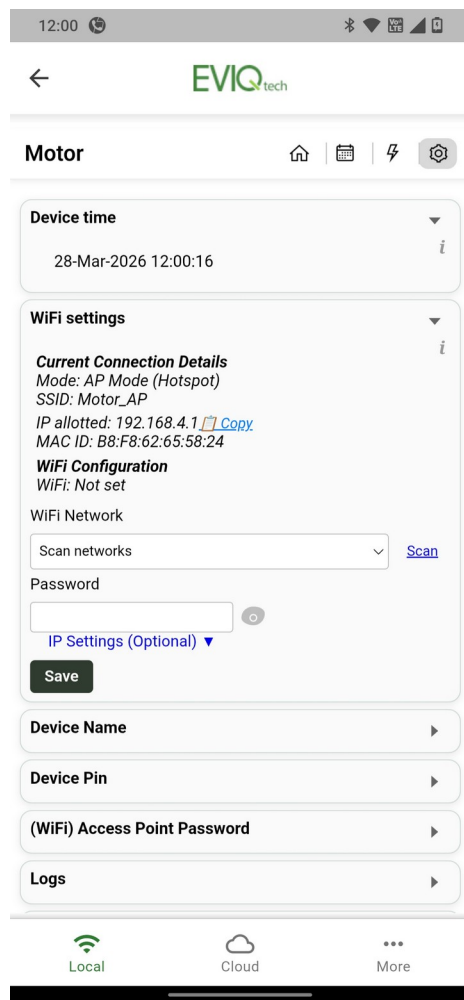 12:00
Vo) LTE
EVIQtech
Motor
Device time
i
28-Mar-2026 12:00:16
WiFi settings
i
Current Connection Details
Mode: AP Mode (Hotspot)
SSID: Motor_AP
IP allotted: 192.168.4.1 📋 Copy
MAC ID: B8:F8:62:65:58:24
WiFi Configuration
WiFi: Not set
WiFi Network
Scan networks Scan
Password
IP Settings (Optional) ▼
Save
Device Name
Device Pin
(WiFi) Access Point Password
Logs
Local Cloud More